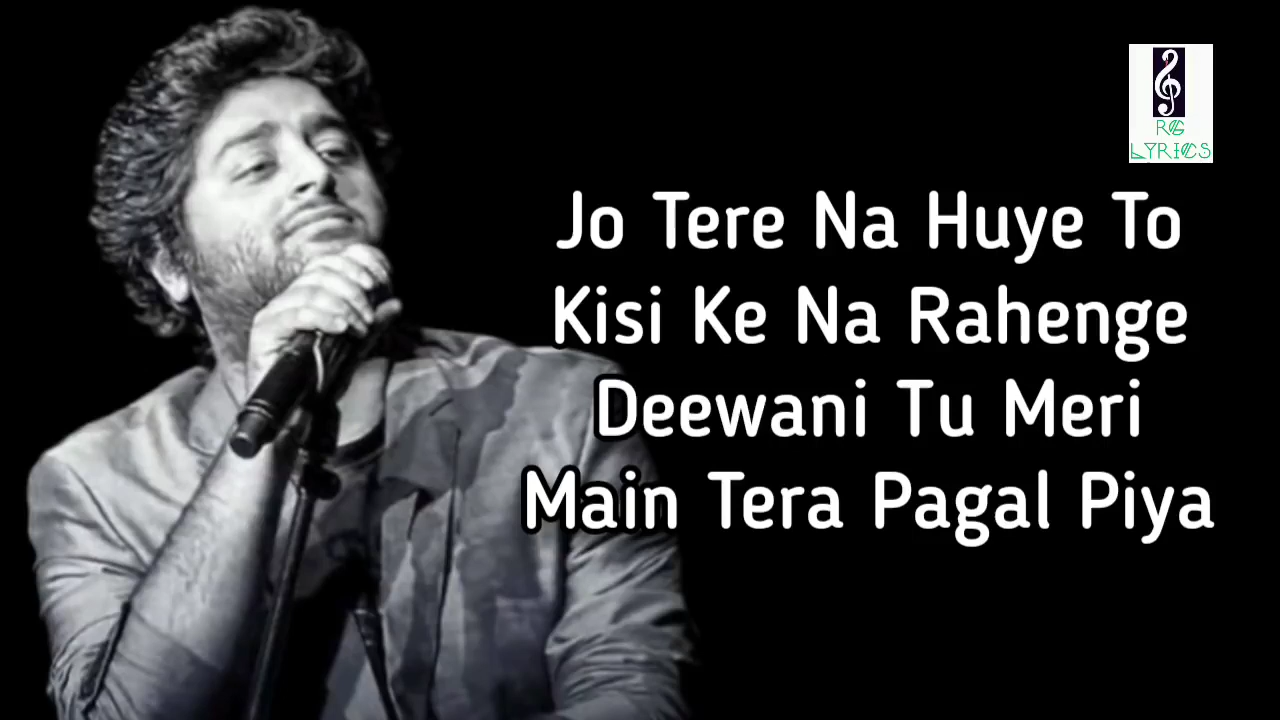 RG
LYRICS
Jo Tere Na Huye To
Kisi Ke Na Rahenge
Deewani Tu Meri
Main Tera Pagal Piya